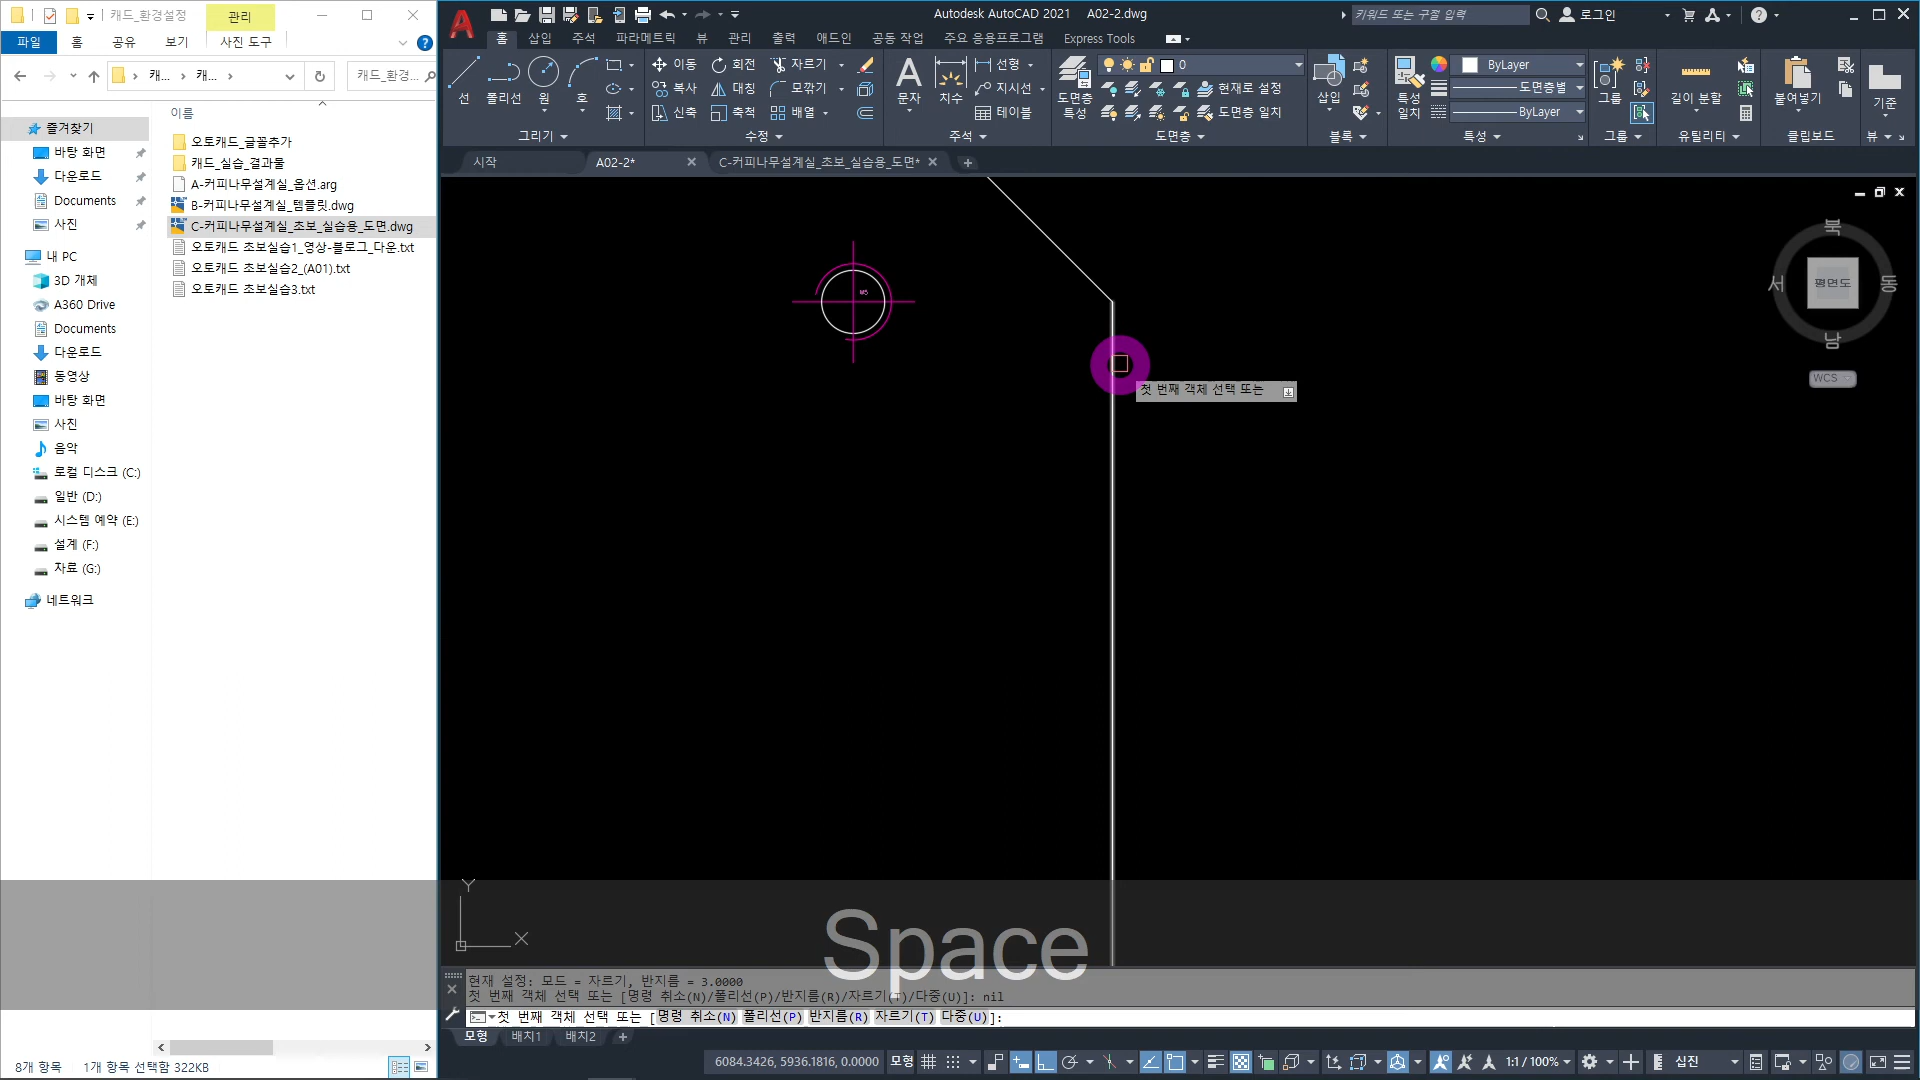 캐드_환경설정
관리
파일
홈
공유
보기
사진 도구
캐...
캐...
캐드_환경...
이름
즐겨찾기
바탕 화면
다운로드
Documents
사진
내 PC
3D 개체
A360 Drive
Documents
다운로드
동영상
바탕 화면
사진
음악
로컬 디스크 (C:)
일반 (D:)
시스템 예약 (E:)
설계 (F:)
자료 (G:)
네트워크
오토캐드_글꼴추가
캐드_실습_결과물
A-커피나무설계실_옵션.arg
B-커피나무설계실_템플릿.dwg
C-커피나무설계실_초보_실습용_도면.dwg
오토캐드 초보실습1_영상-블로그_다운.txt
오토캐드 초보실습2_(A01).txt
오토캐드 초보실습3.txt
8개 항목
1개 항목 선택함 322KB
Autodesk AutoCAD 2021 A02-2.dwg
키워드 또는 구절 입력
로그인
홈 삽입 주석 파라메트릭 뷰 관리 출력 애드인 공동 작업 주요 응용프로그램 Express Tools
선
폴리선
원
호
그리기
이동
회전
자르기
복사
대칭
모깎기
신축
축척
배열
수정
문자
치수
선형
지시선
테이블
주석
도면층
특성
0
현재로 설정
도면층 일치
도면층
삽입
블록
특성
일치
ByLayer
도면층별
ByLayer
특성
그룹
그룹
길이 분할
유틸리티
붙여넣기
클립보드
기준
뷰
시작
A02-2*
C-커피나무설계실_초보_실습용_도면*
M5
북
서
평면도
동
남
WCS
첫 번째 객체 선택 또는
Y
X
Space
현재 설정: 모드 = 자르기, 반지름 = 3.0000
첫 번째 객체 선택 또는 [명령 취소(N)/폴리선(P)/반지름(R)/자르기(T)/다중(U)]: nil
첫 번째 객체 선택 또는 [명령 취소(N) 폴리선(P) 반지름(R) 자르기(T) 다중(U)]:
모형
배치1
배치2
6084.3426, 5936.1816, 0.0000
모형
1:1 / 100%
십진